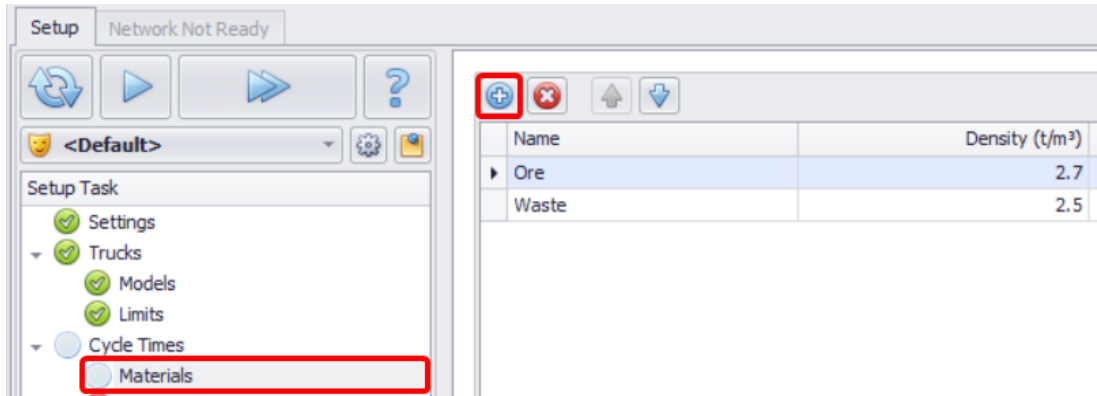 Setup Network Not Ready
<Default>
Setup Task
Settings
Trucks
Models
Limits
Cycle Times
Materials
Name Density (t/m³)
Ore 2.7
Waste 2.5